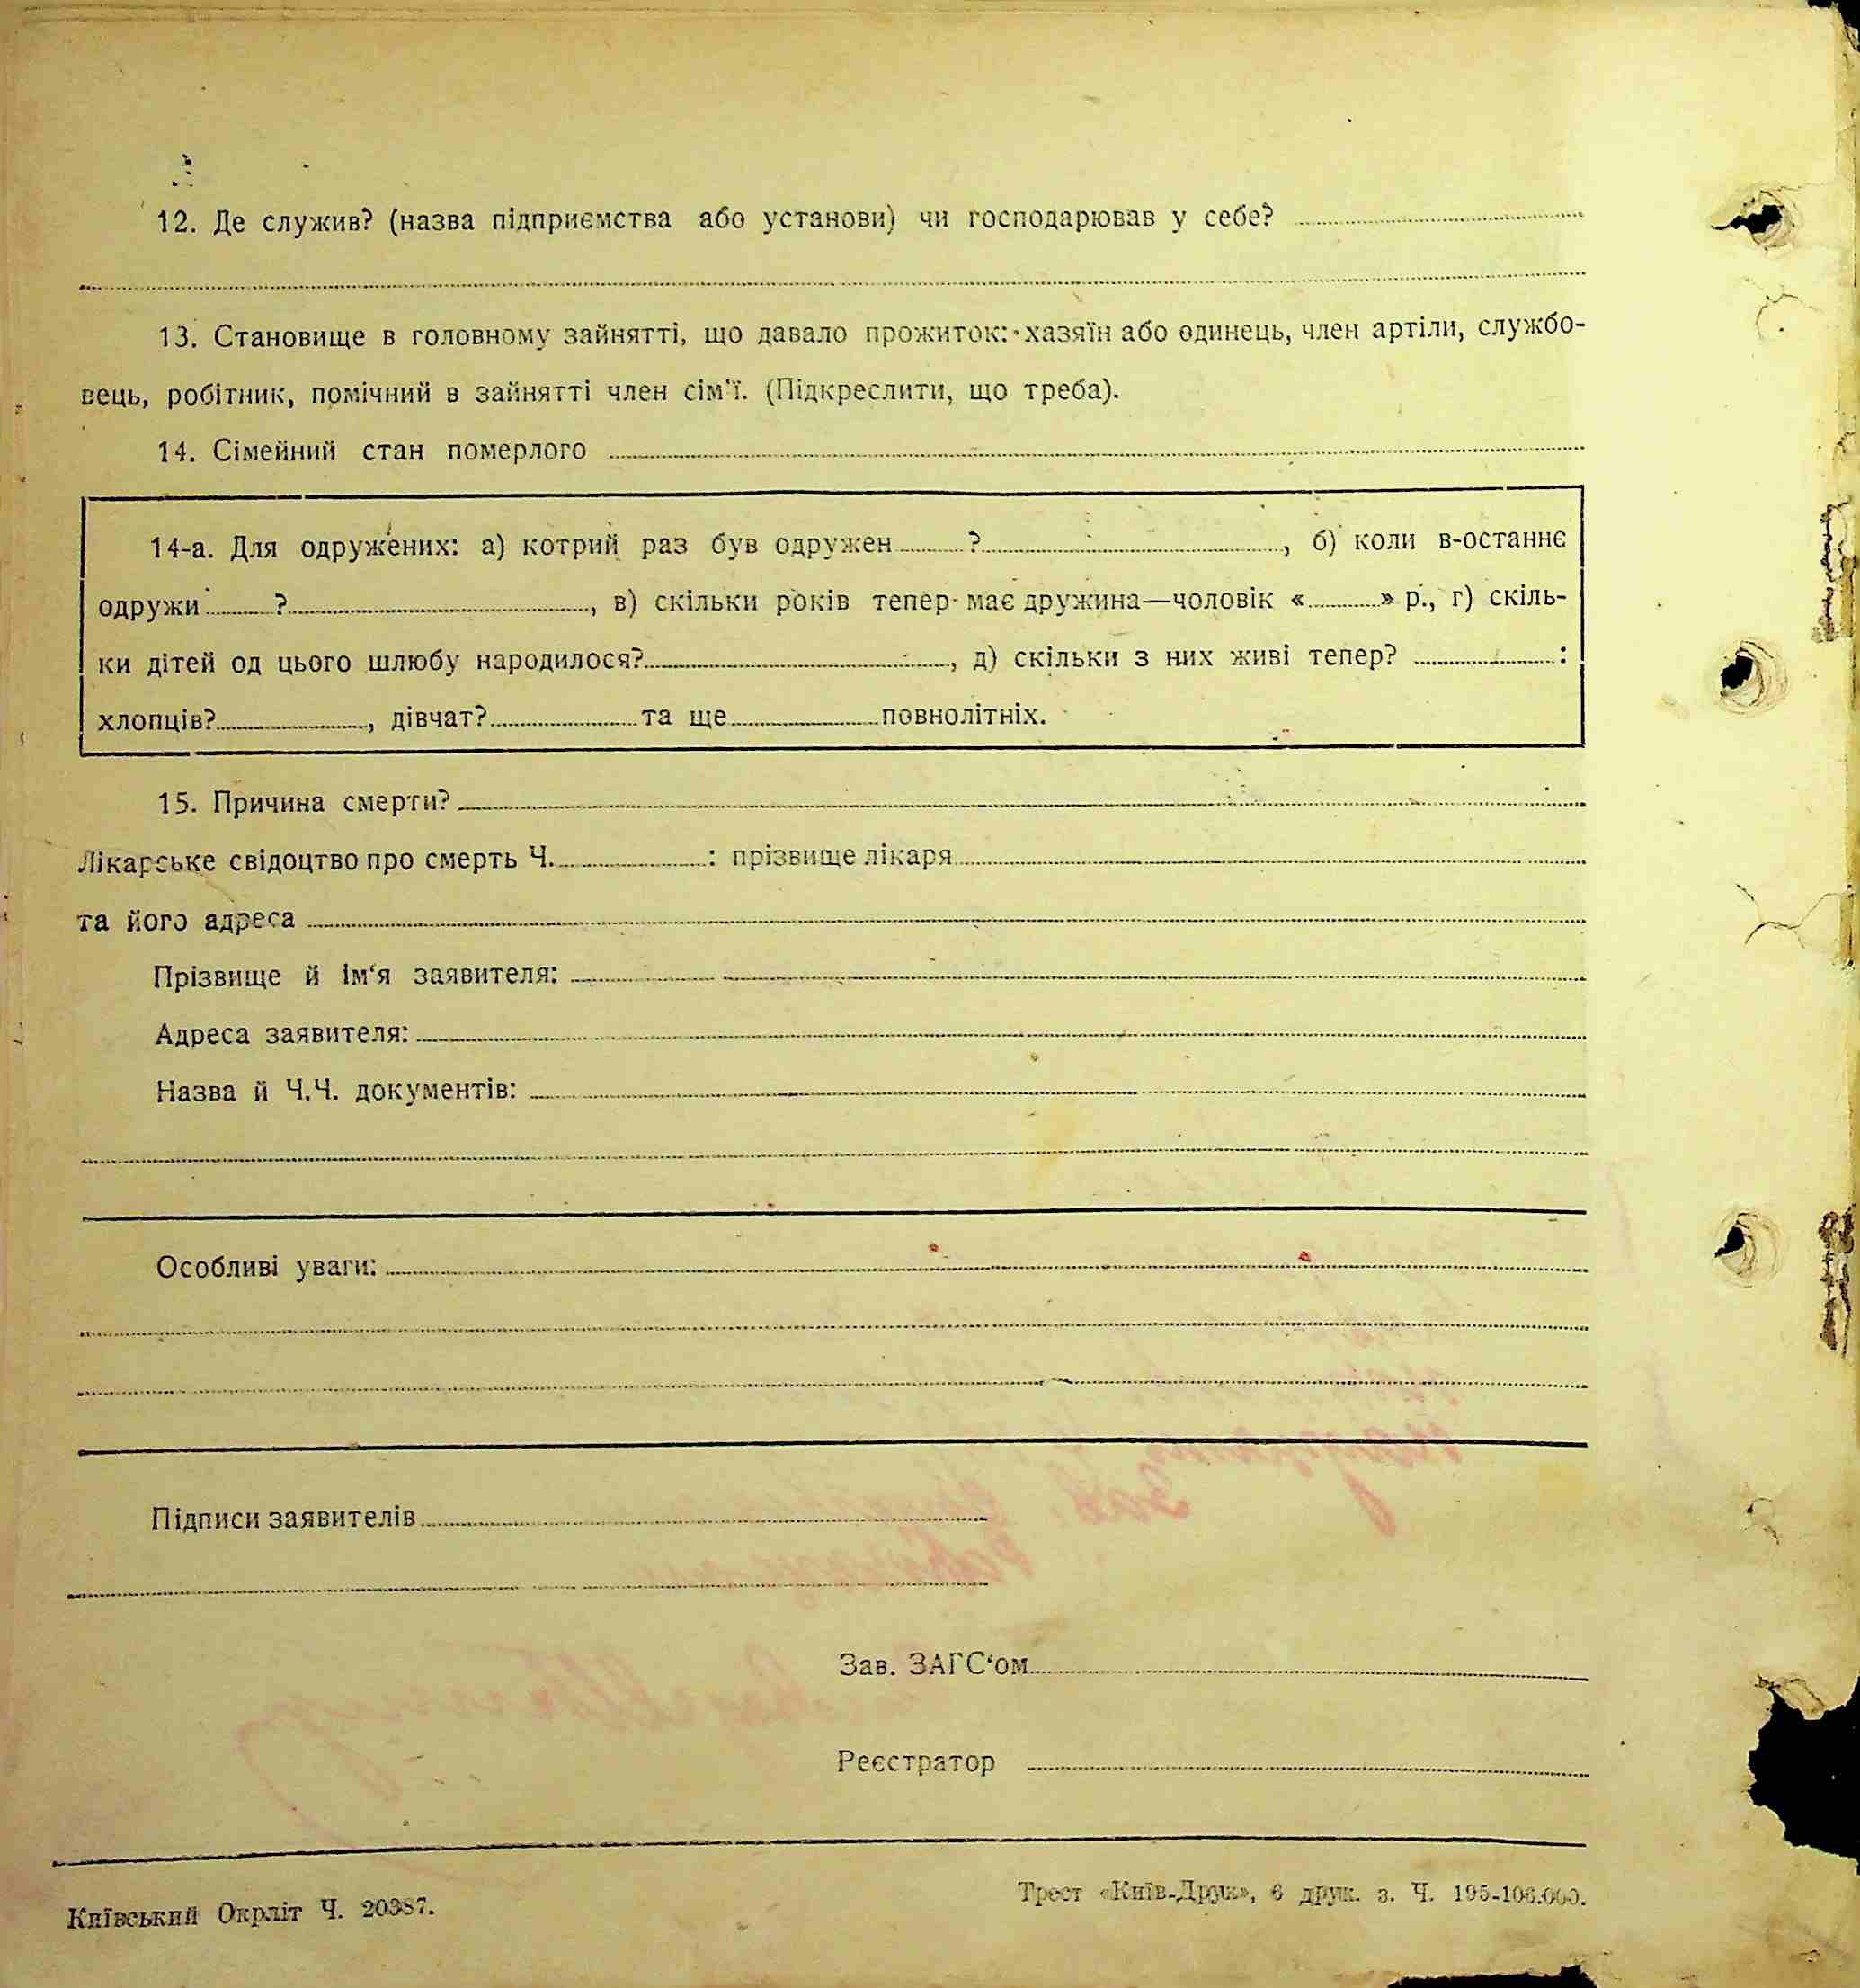 12. Де служив? (назва підприємства або установи) чи господарював у себе?
13. Становище в головному зайнятті, що давало прожиток: хазяїн або одинець, член артіли, службо-
вець, робітник, помічний в зайнятті член сім'ї. (Підкреслити, що треба).
14. Сімейний стан померлого
14-а. Для одружених: а) котрий раз був одружен ? , б) коли в-останнє
одружи ? , в) скільки років тепер має дружина—чоловік « » р., г) скіль-
ки дітей од цього шлюбу народилося? , д) скільки з них живі тепер? :
хлопців? , дівчат? та ще повнолітніх.
15. Причина смерти?
Лікарське свідоцтво про смерть Ч. : прізвище лікаря
та його адреса
Прізвище й ім'я заявителя:
Адреса заявителя:
Назва й Ч.Ч. документів:
Особливі уваги:
Підписи заявителів
Зав. ЗАГС'ом
Реєстратор
Київський Окрліт Ч. 20387.
Трест «Київ-Друк», 6 друк. з. Ч. 195-106.000.